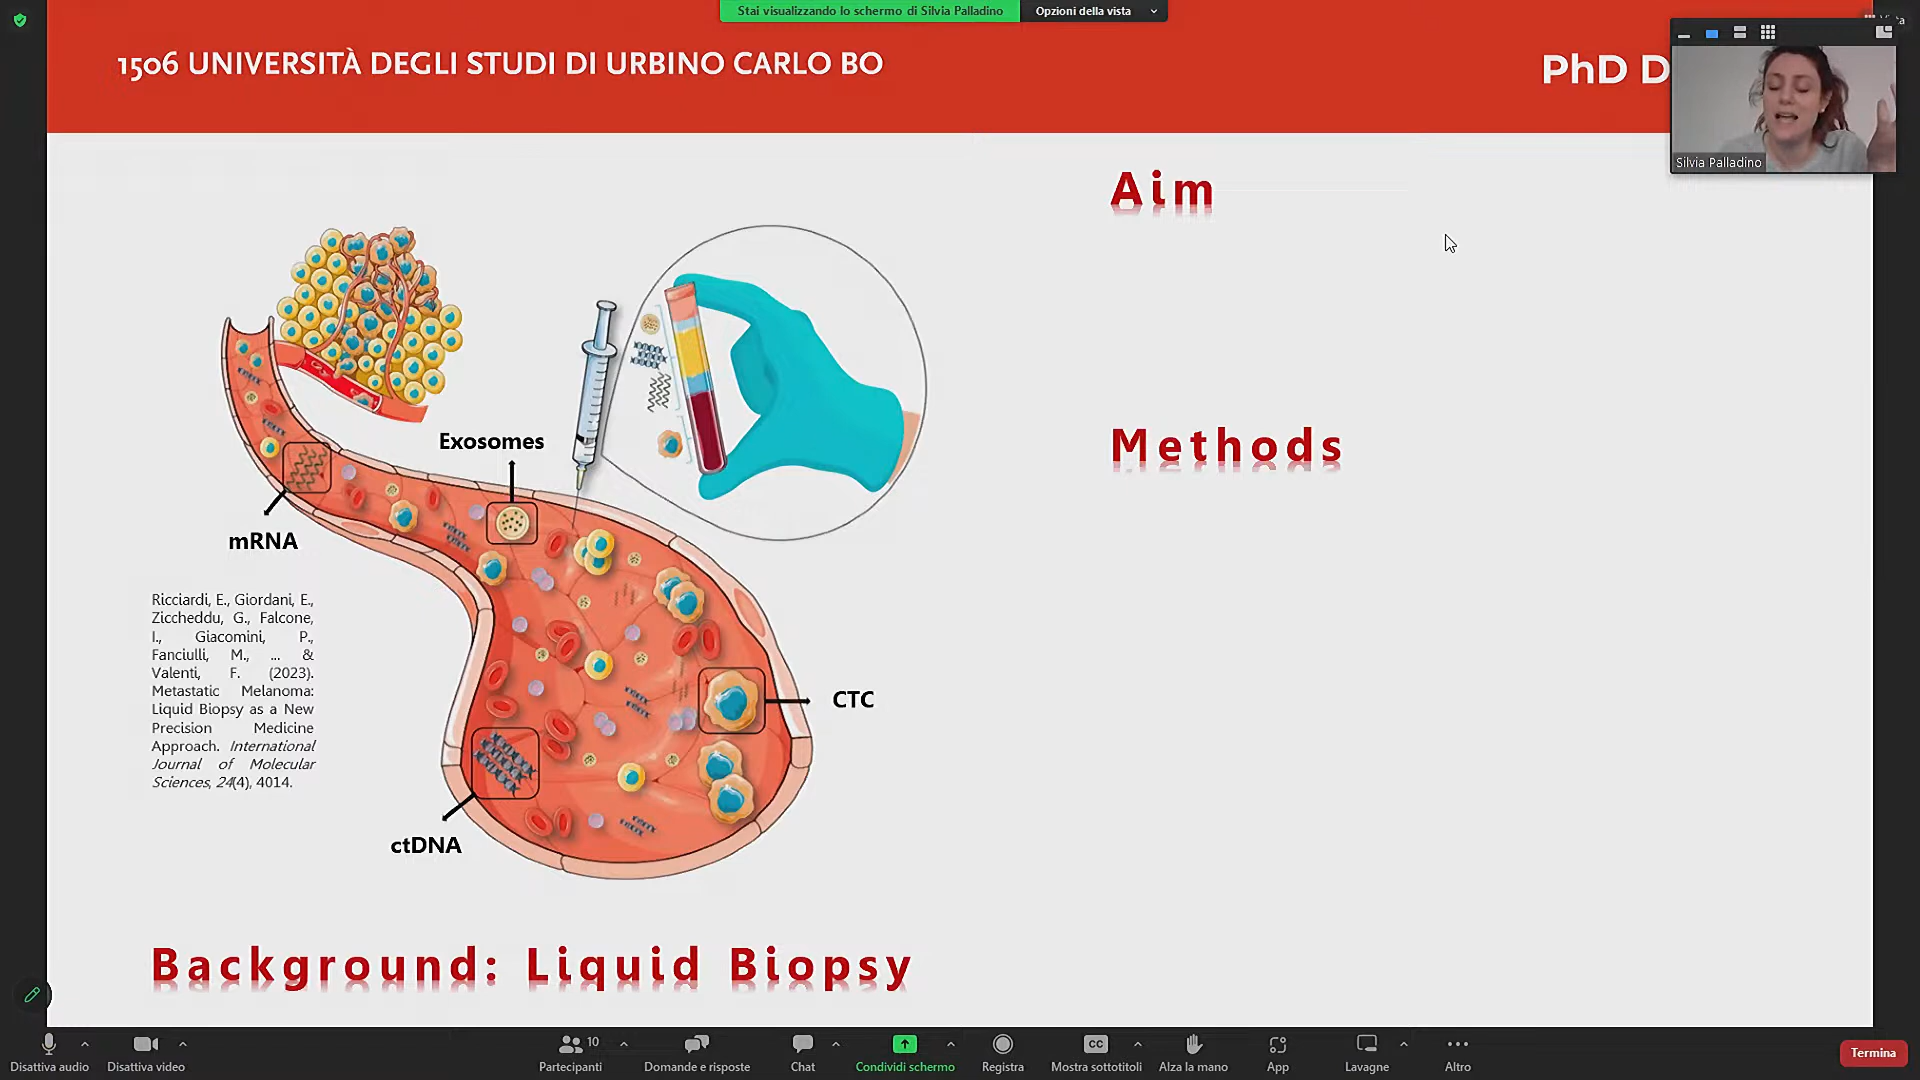 Stai visualizzando lo schermo di Silvia Palladino
Opzioni della vista
1506 UNIVERSITÀ DEGLI STUDI DI URBINO CARLO BO
PhD D
Silvia Palladino
Aim
Methods
Exosomes
mRNA
Ricciardi, E., Giordani, E.,
Ziccheddu, G., Falcone,
I., Giacomini, P.,
Fanciulli, M., ... &
Valenti, F. (2023).
Metastatic Melanoma:
Liquid Biopsy as a New
Precision Medicine
Approach. International
Journal of Molecular
Sciences, 24(4), 4014.
CTC
ctDNA
Background: Liquid Biopsy
Disattiva audio
Disattiva video
10
Partecipanti
Domande e risposte
Chat
Condividi schermo
Registra
CC
Mostra sottotitoli
Alza la mano
App
Lavagne
Altro
Termina